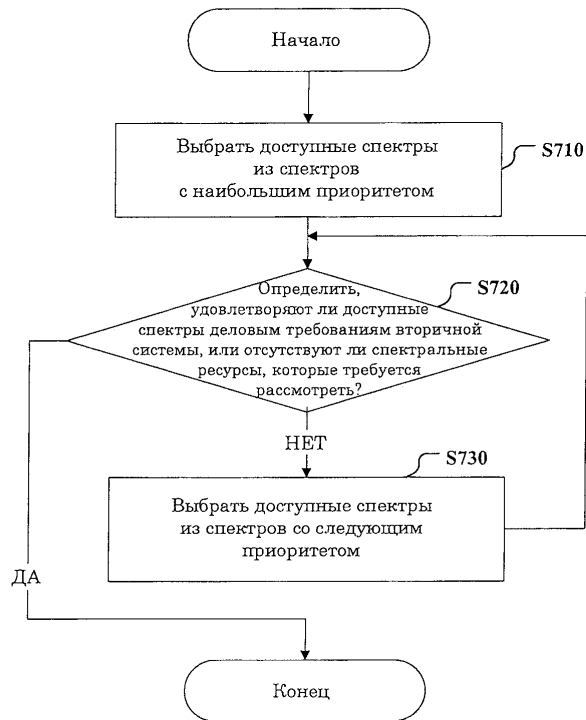 Начало
Выбрать доступные спектры
из спектров
с наибольшим приоритетом
S710
Определить,
удовлетворяют ли доступные
спектры деловым требованиям вторичной
системы, или отсутствуют ли спектральные
ресурсы, которые требуется
рассмотреть?
S720
НЕТ
S730
Выбрать доступные спектры
из спектров со следующим
приоритетом
ДА
Конец